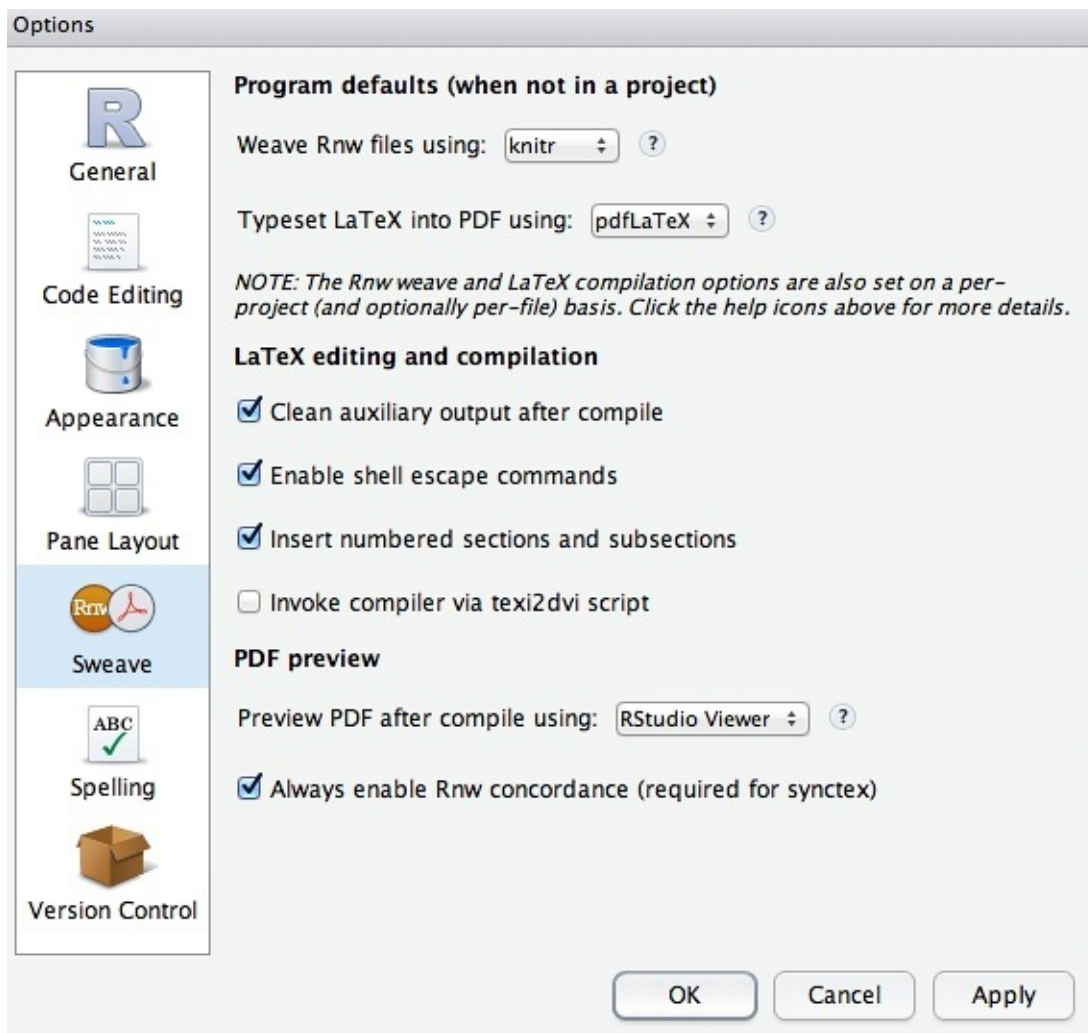 Options
R
General
Code Editing
Appearance
Pane Layout
Rnw
Sweave
ABC
Spelling
Version Control
Program defaults (when not in a project)
Weave Rnw files using: knitr ?
Typeset LaTeX into PDF using: pdfLaTeX ?
NOTE: The Rnw weave and LaTeX compilation options are also set on a per-
project (and optionally per-file) basis. Click the help icons above for more details.
LaTeX editing and compilation
Clean auxiliary output after compile
Enable shell escape commands
Insert numbered sections and subsections
Invoke compiler via texi2dvi script
PDF preview
Preview PDF after compile using: RStudio Viewer ?
Always enable Rnw concordance (required for synctex)
OK Cancel Apply